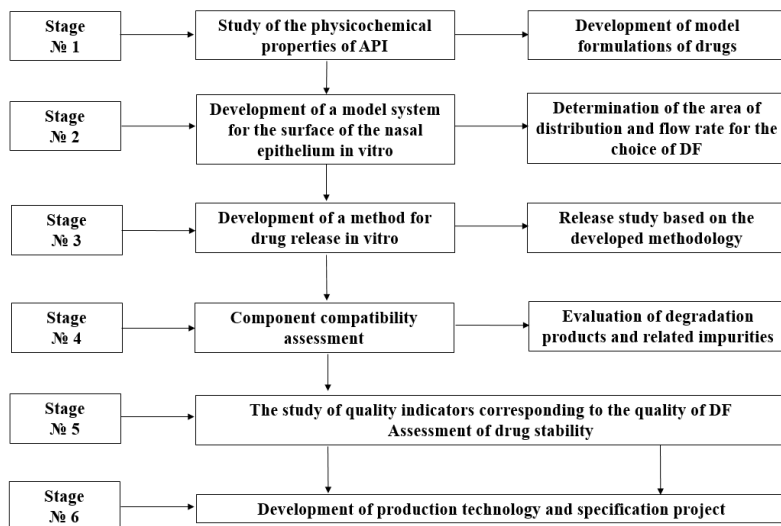 Stage
№ 1
Study of the physicochemical
properties of API
Development of model
formulations of drugs
Stage
№ 2
Development of a model system
for the surface of the nasal
epithelium in vitro
Determination of the area of
distribution and flow rate for the
choice of DF
Stage
№ 3
Development of a method for
drug release in vitro
Release study based on the
developed methodology
Stage
№ 4
Component compatibility
assessment
Evaluation of degradation
products and related impurities
Stage
№ 5
The study of quality indicators corresponding to the quality of DF
Assessment of drug stability
Stage
№ 6
Development of production technology and specification project